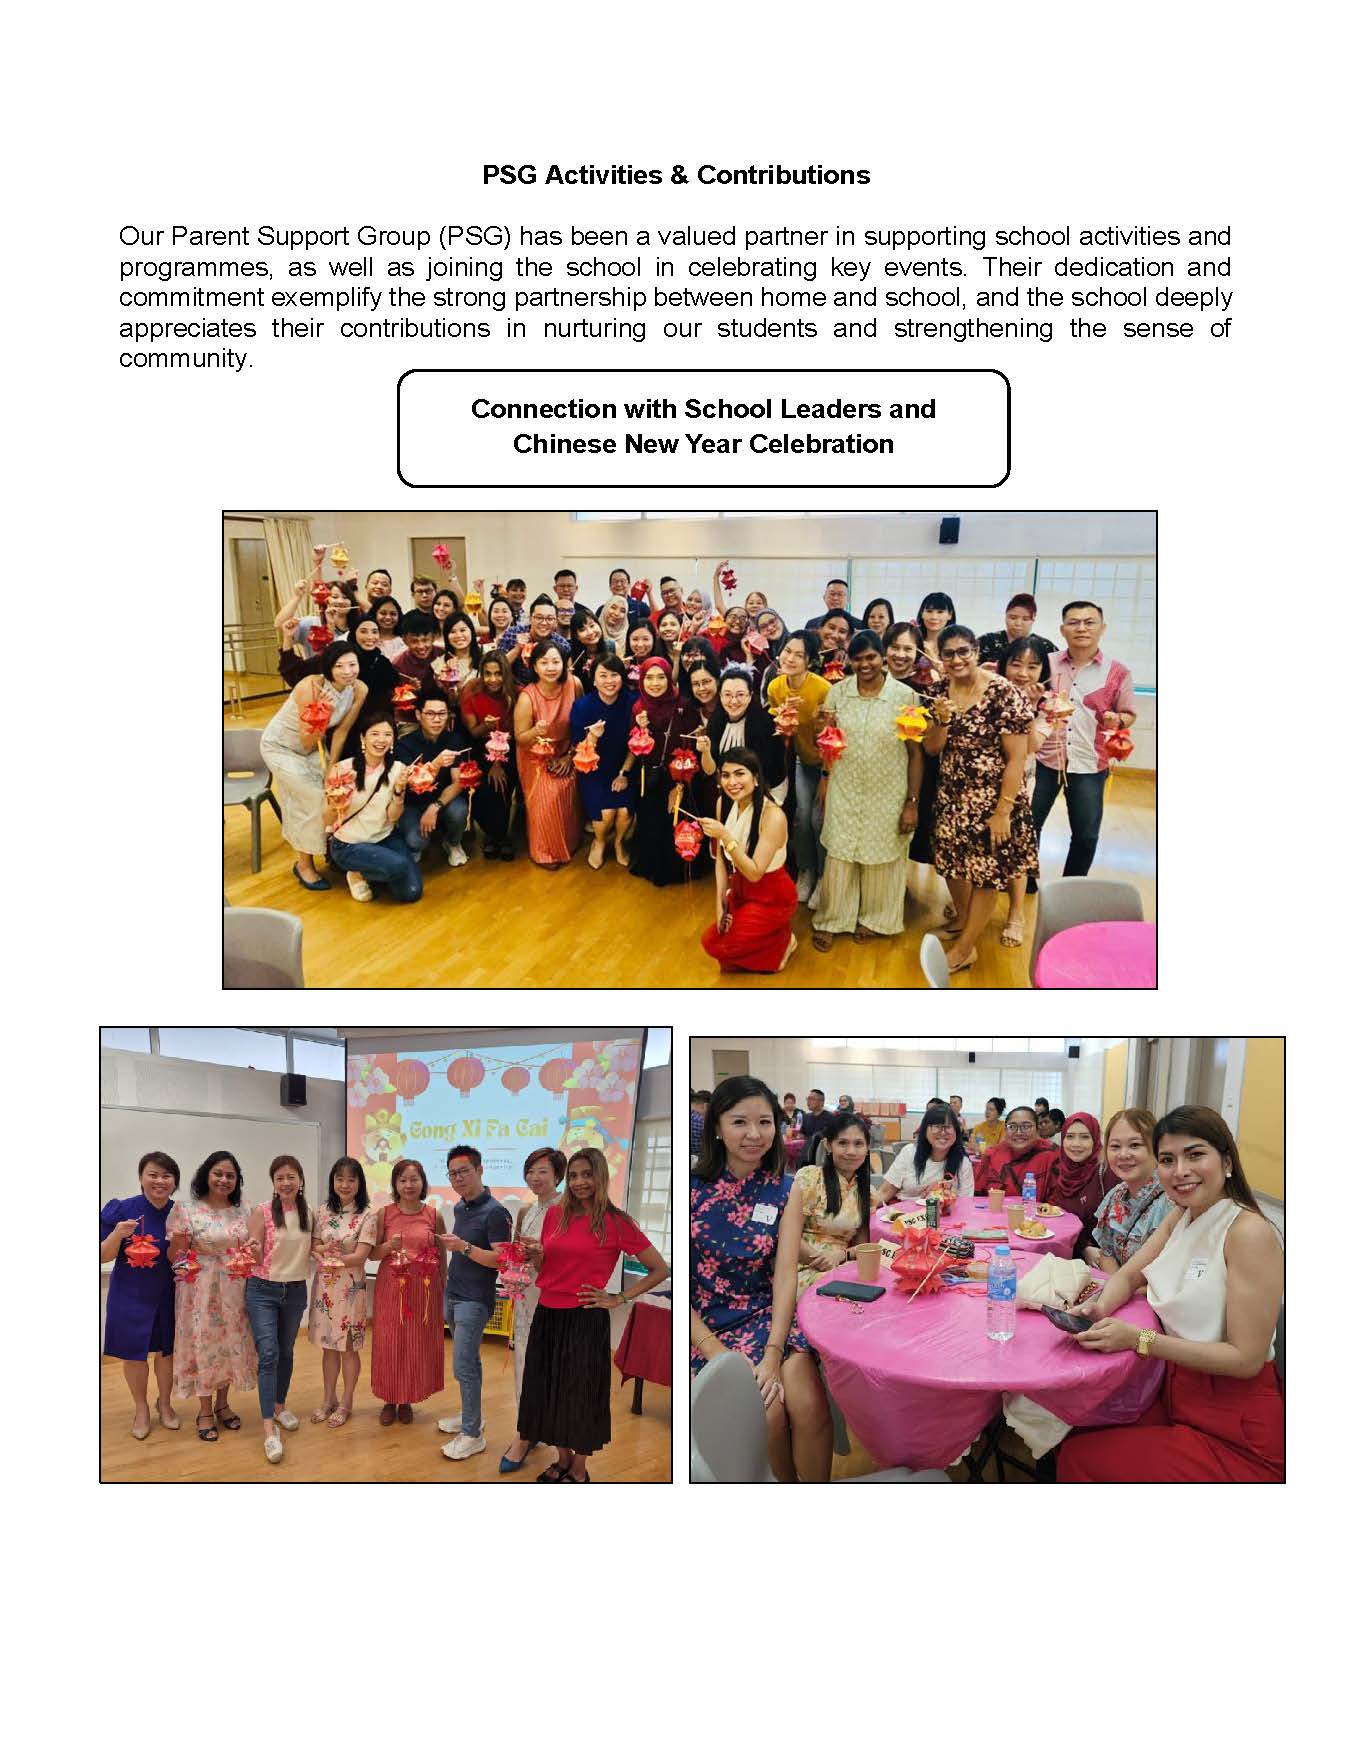 PSG Activities & Contributions
Our Parent Support Group (PSG) has been a valued partner in supporting school activities and
programmes, as well as joining the school in celebrating key events. Their dedication and
commitment exemplify the strong partnership between home and school, and the school deeply
appreciates their contributions in nurturing our students and strengthening the sense of
community.
Connection with School Leaders and
Chinese New Year Celebration
Gong Xi Fa Cai